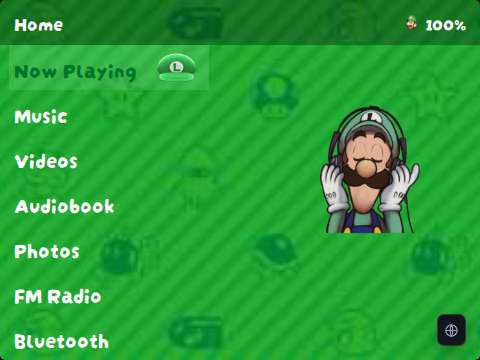 Home 100%
Now Playing L
Music
Videos
Audiobook
Photos
FM Radio
Bluetooth